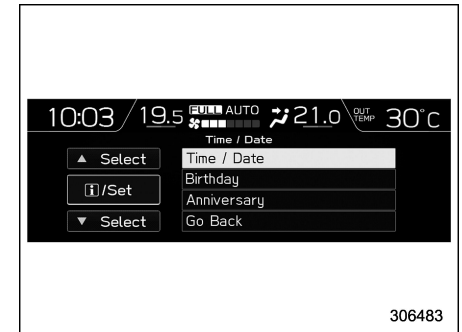 10:03 19.5 FULL AUTO 21.0 OUT TEMP 30°C
Time / Date
▲ Select
i/Set
▼ Select
Time / Date
Birthday
Anniversary
Go Back
306483